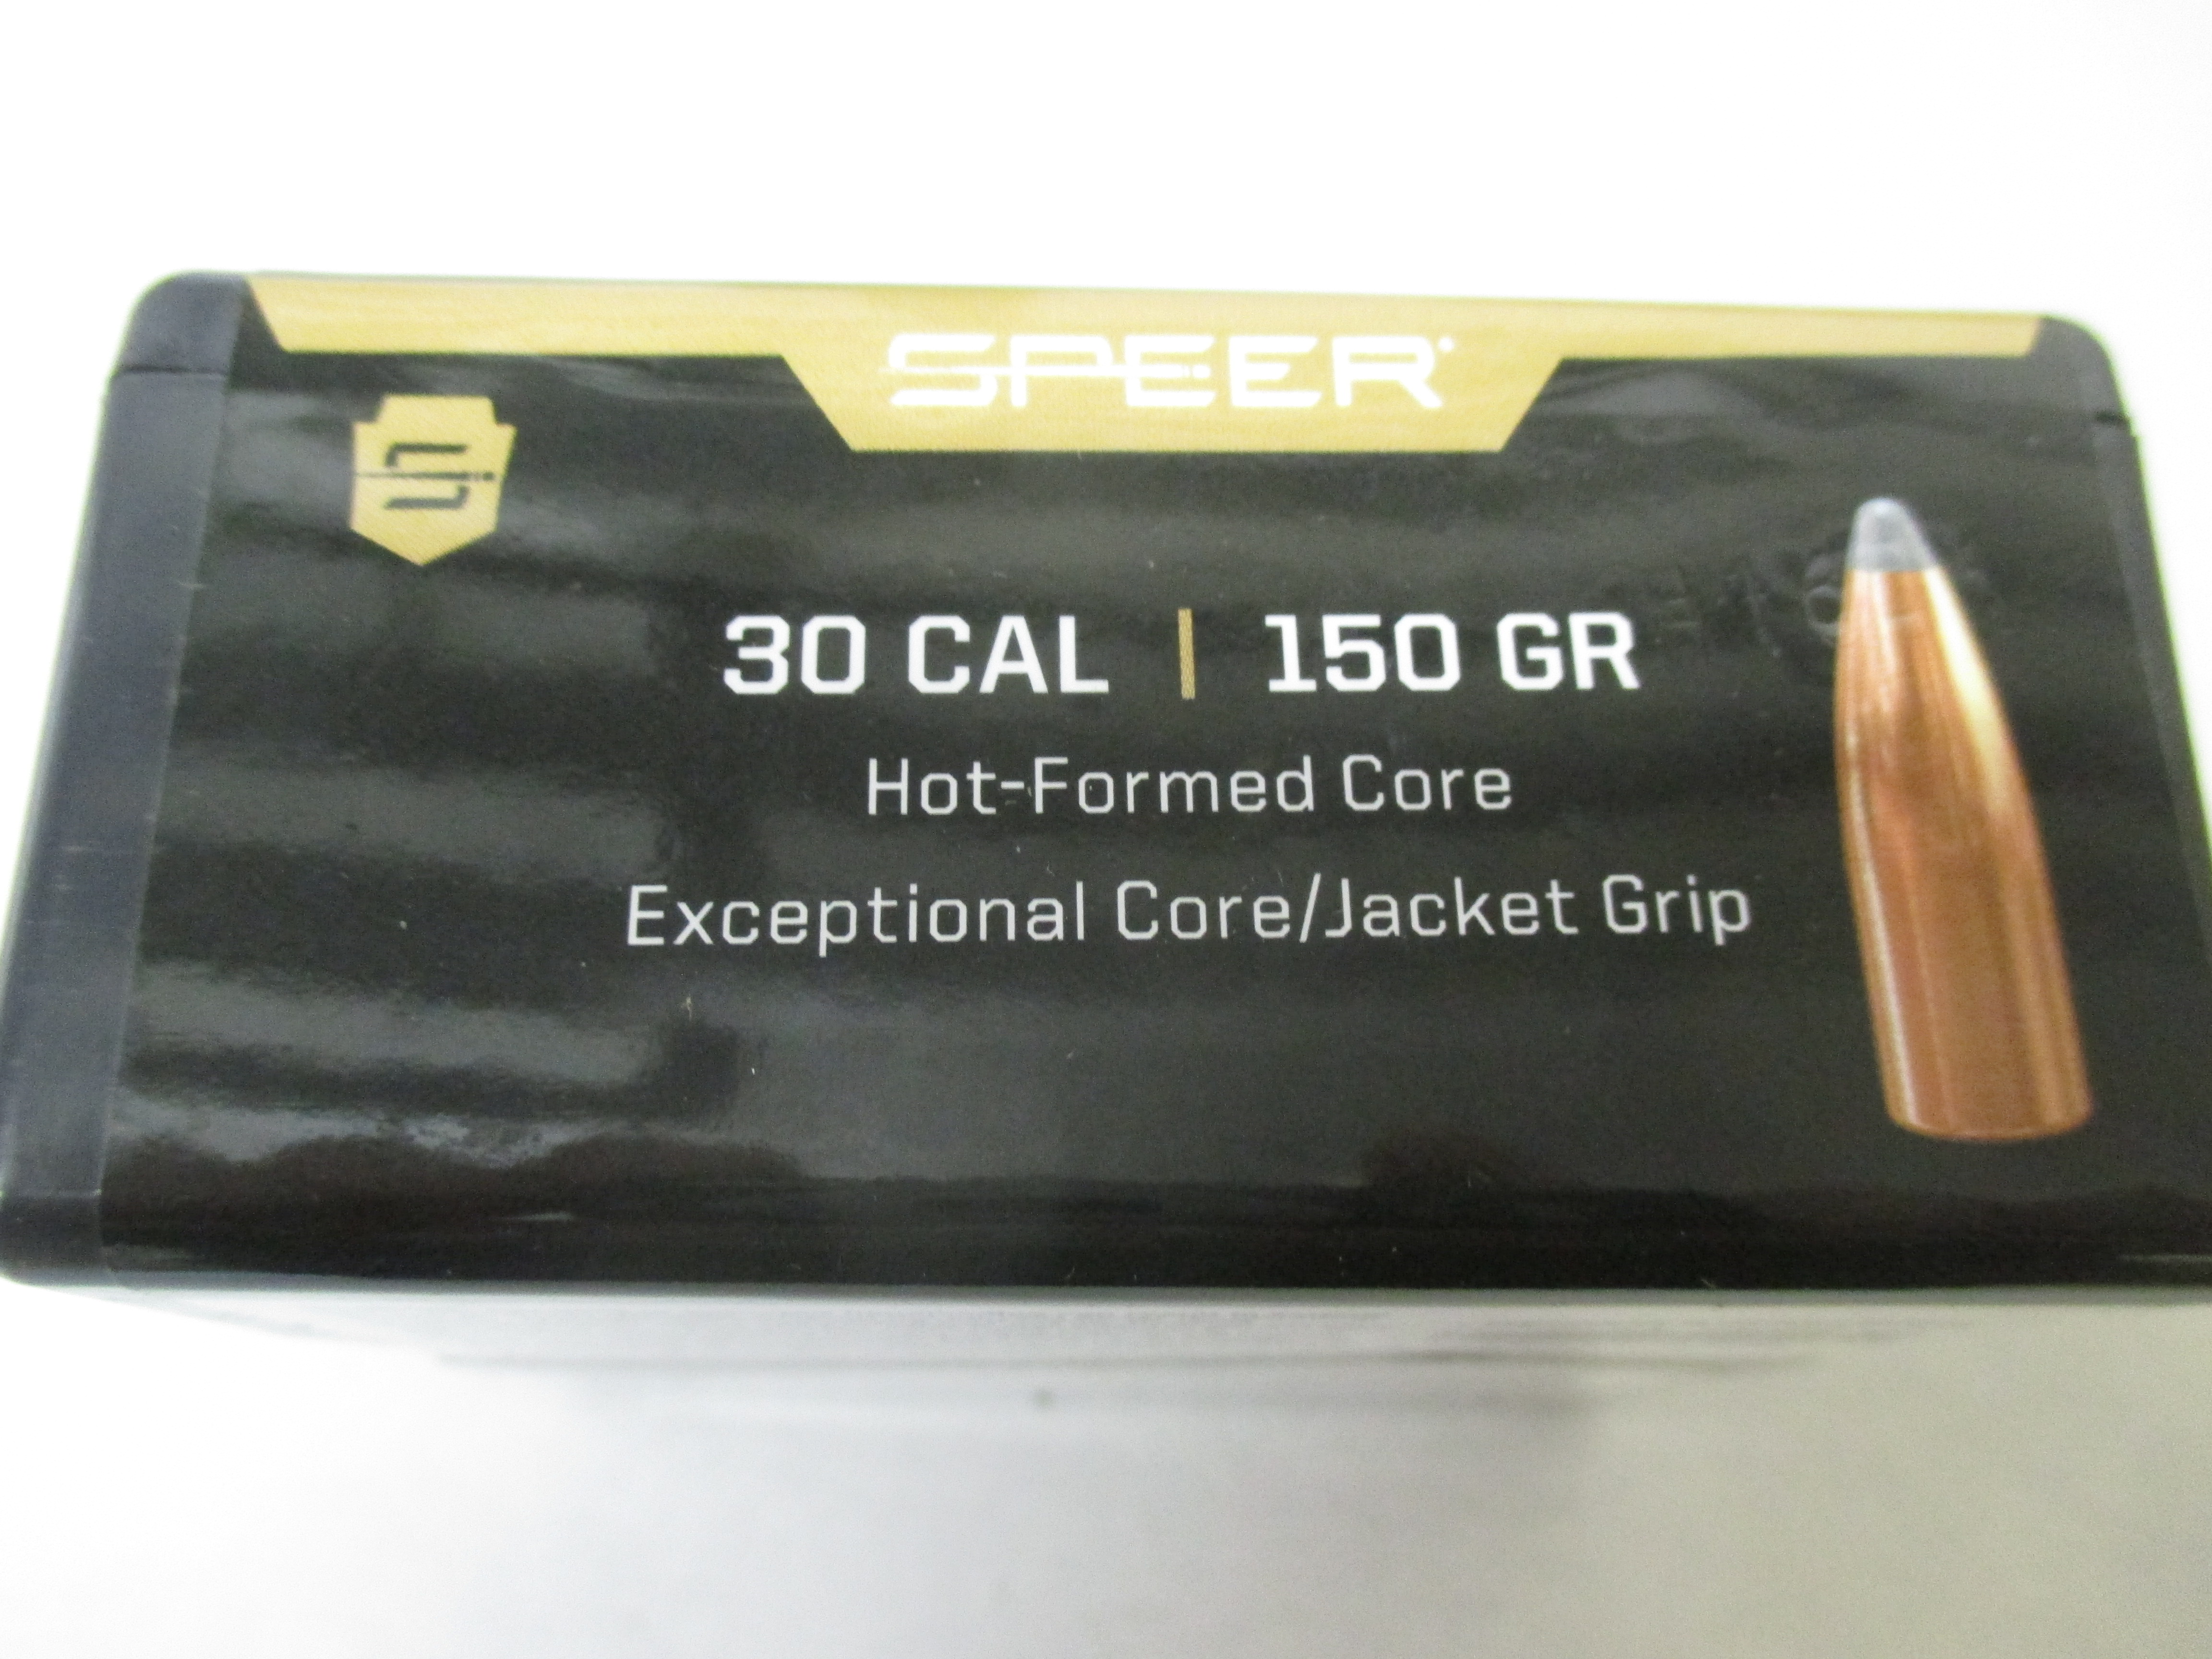 SPEER
30 CAL | 150 GR
Hot-Formed Core
Exceptional Core/Jacket Grip